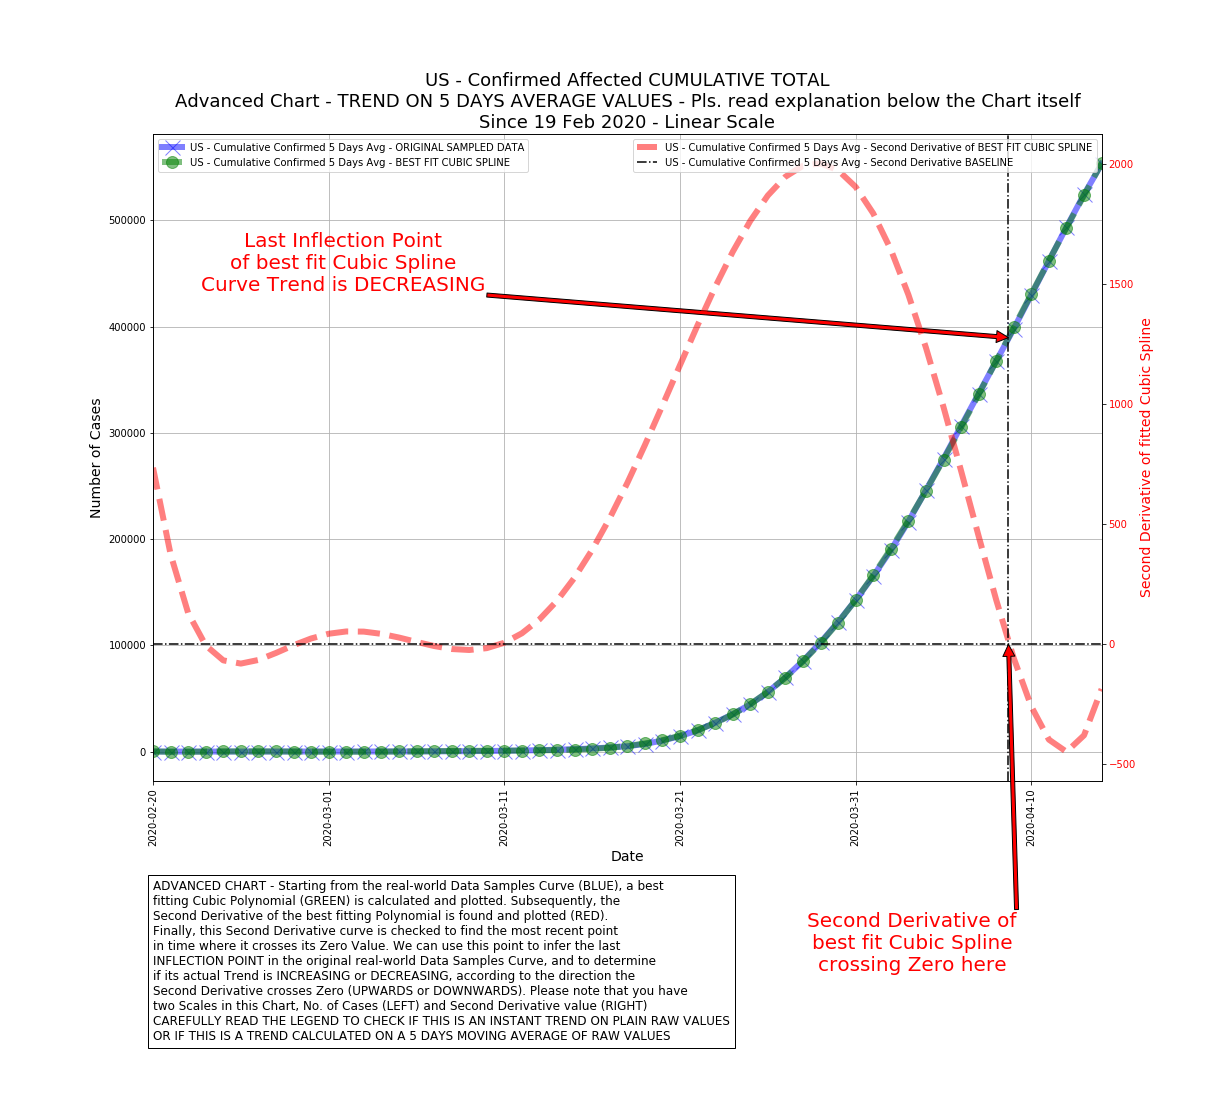 US - Confirmed Affected CUMULATIVE TOTAL
Advanced Chart - TREND ON 5 DAYS AVERAGE VALUES - Pls. read explanation below the Chart itself
Since 19 Feb 2020 - Linear Scale
US - Cumulative Confirmed 5 Days Avg - ORIGINAL SAMPLED DATA
US - Cumulative Confirmed 5 Days Avg - BEST FIT CUBIC SPLINE
US - Cumulative Confirmed 5 Days Avg - Second Derivative of BEST FIT CUBIC SPLINE
US - Cumulative Confirmed 5 Days Avg - Second Derivative BASELINE
Last Inflection Point
of best fit Cubic Spline
Curve Trend is DECREASING
Number of Cases
500000
400000
300000
200000
100000
0
2000
1500
1000
500
0
−500
Second Derivative of fitted Cubic Spline
2020-02-20
2020-03-01
2020-03-11
2020-03-21
2020-03-31
2020-04-10
Date
ADVANCED CHART - Starting from the real-world Data Samples Curve (BLUE), a best
fitting Cubic Polynomial (GREEN) is calculated and plotted. Subsequently, the
Second Derivative of the best fitting Polynomial is found and plotted (RED).
Finally, this Second Derivative curve is checked to find the most recent point
in time where it crosses its Zero Value. We can use this point to infer the last
INFLECTION POINT in the original real-world Data Samples Curve, and to determine
if its actual Trend is INCREASING or DECREASING, according to the direction the
Second Derivative crosses Zero (UPWARDS or DOWNWARDS). Please note that you have
two Scales in this Chart, No. of Cases (LEFT) and Second Derivative value (RIGHT)
CAREFULLY READ THE LEGEND TO CHECK IF THIS IS AN INSTANT TREND ON PLAIN RAW VALUES
OR IF THIS IS A TREND CALCULATED ON A 5 DAYS MOVING AVERAGE OF RAW VALUES
Second Derivative of
best fit Cubic Spline
crossing Zero here